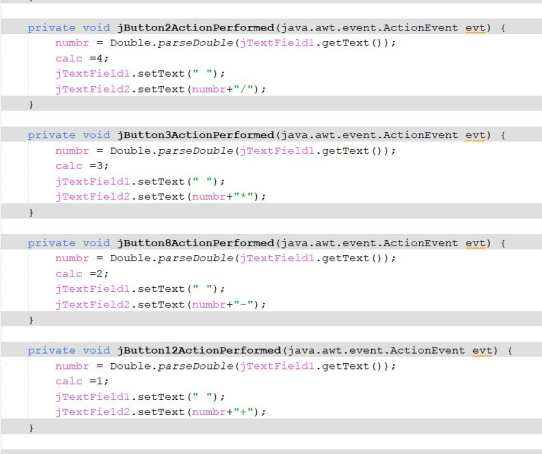 }
private void jButton2ActionPerformed(java.awt.event.ActionEvent evt) {
numbr = Double.parseDouble(jTextField1.getText());
calc =4;
jTextField1.setText(" ");
jTextField2.setText(numbr+"/");
}
private void jButton3ActionPerformed(java.awt.event.ActionEvent evt) {
numbr = Double.parseDouble(jTextField1.getText());
calc =3;
jTextField1.setText(" ");
jTextField2.setText(numbr+"*");
}
private void jButton8ActionPerformed(java.awt.event.ActionEvent evt) {
numbr = Double.parseDouble(jTextField1.getText());
calc =2;
jTextField1.setText(" ");
jTextField2.setText(numbr+"-");
}
private void jButton12ActionPerformed(java.awt.event.ActionEvent evt) {
numbr = Double.parseDouble(jTextField1.getText());
calc =1;
jTextField1.setText(" ");
jTextField2.setText(numbr+"+");
}